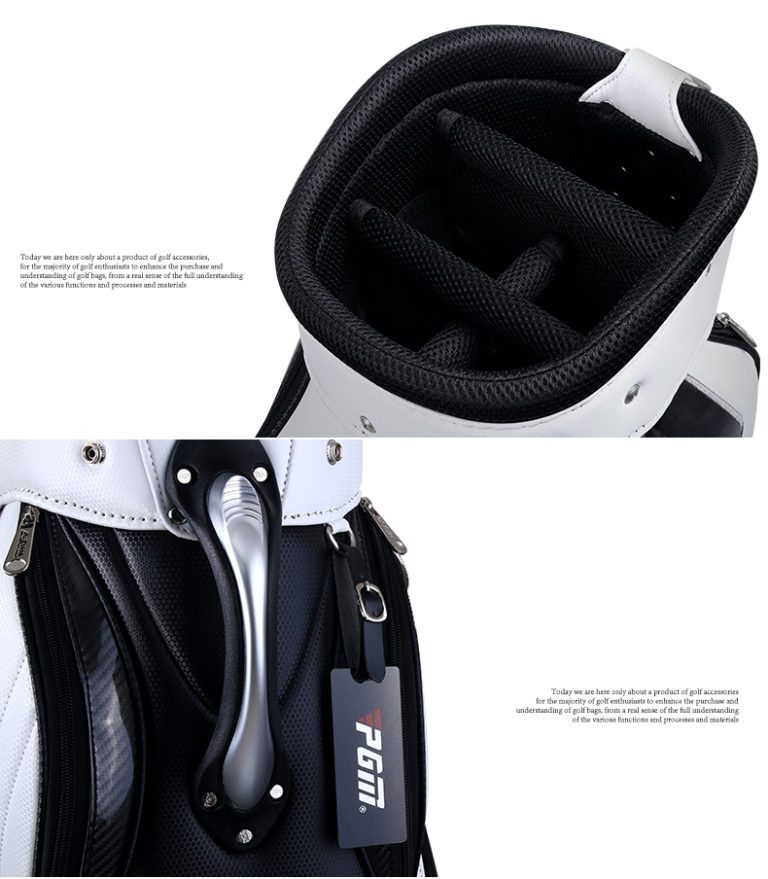 Today we are here only about a product of golf accessories,
for the majority of golf enthusiasts to enhance the purchase and
understanding of golf bags, from a real sense of the full understanding
of the various functions and processes and materials
PGM®
Today we are here only about a product of golf accessories
for the majority of golf enthusiasts to enhance the purchase and
understanding of golf bags, from a real sense of the full understanding
of the various functions and processes and materials